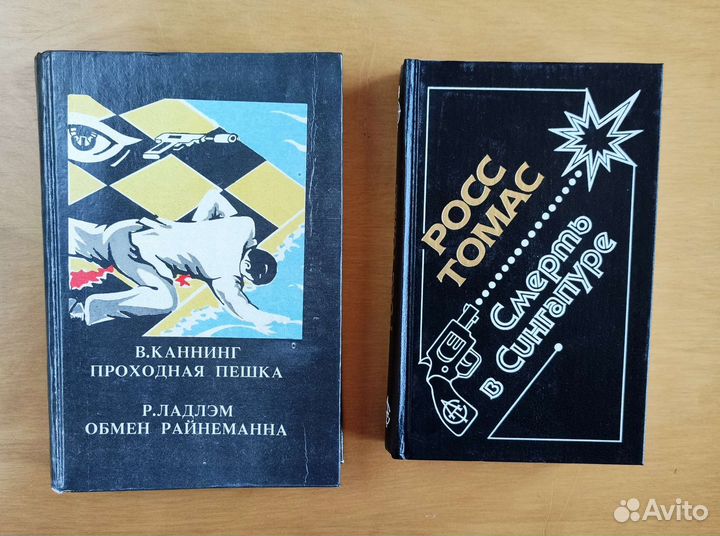 В.КАННИНГ
ПРОХОДНАЯ ПЕШКА
Р.ЛАДЛЭМ
ОБМЕН РАЙНЕМАННА
РОСС
ТОМАС
Смерть
в Сингапуре
Avito